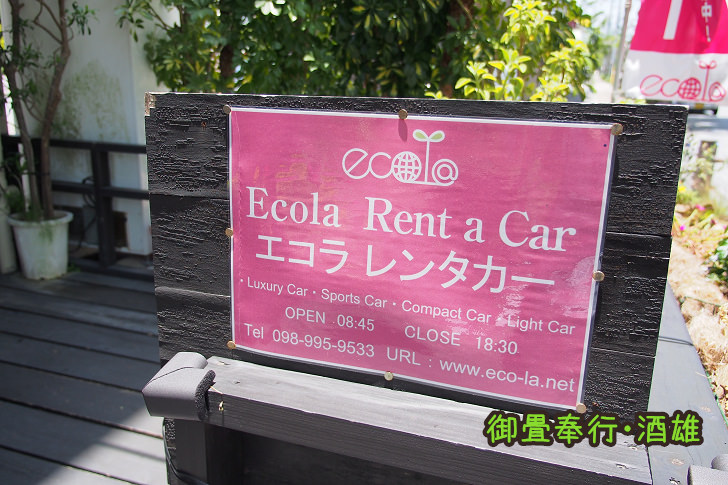 中!
ecola
ecola
Ecola Rent a Car
エコラ レンタカー
・Luxury Car・Sports Car・Compact Car・Light Car
OPEN 08:45 CLOSE 18:30
Tel 098-995-9533 URL : www.eco-la.net
御畳奉行・酒雄